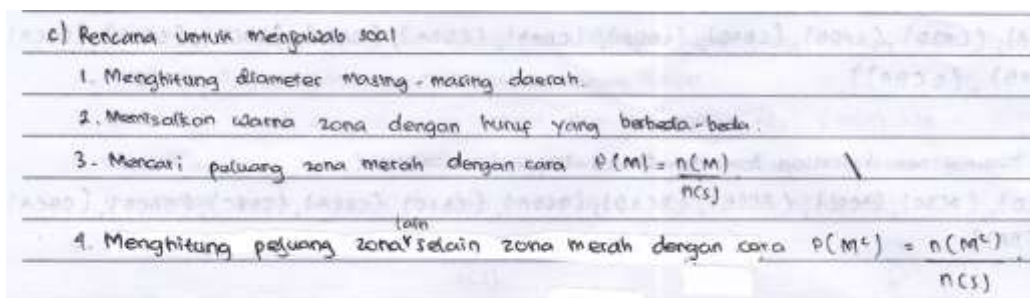 c) Rencana untuk menjawab soal
1. Menghitung diameter masing-masing daerah.
2. Memisalkan warna zona dengan huruf yang berbeda-beda.
3. Mencari peluang zona merah dengan cara P(M) = n(M)/n(S)
4. Menghitung peluang zona lain selain zona merah dengan cara P(Mᶜ) = n(Mᶜ)/n(S)